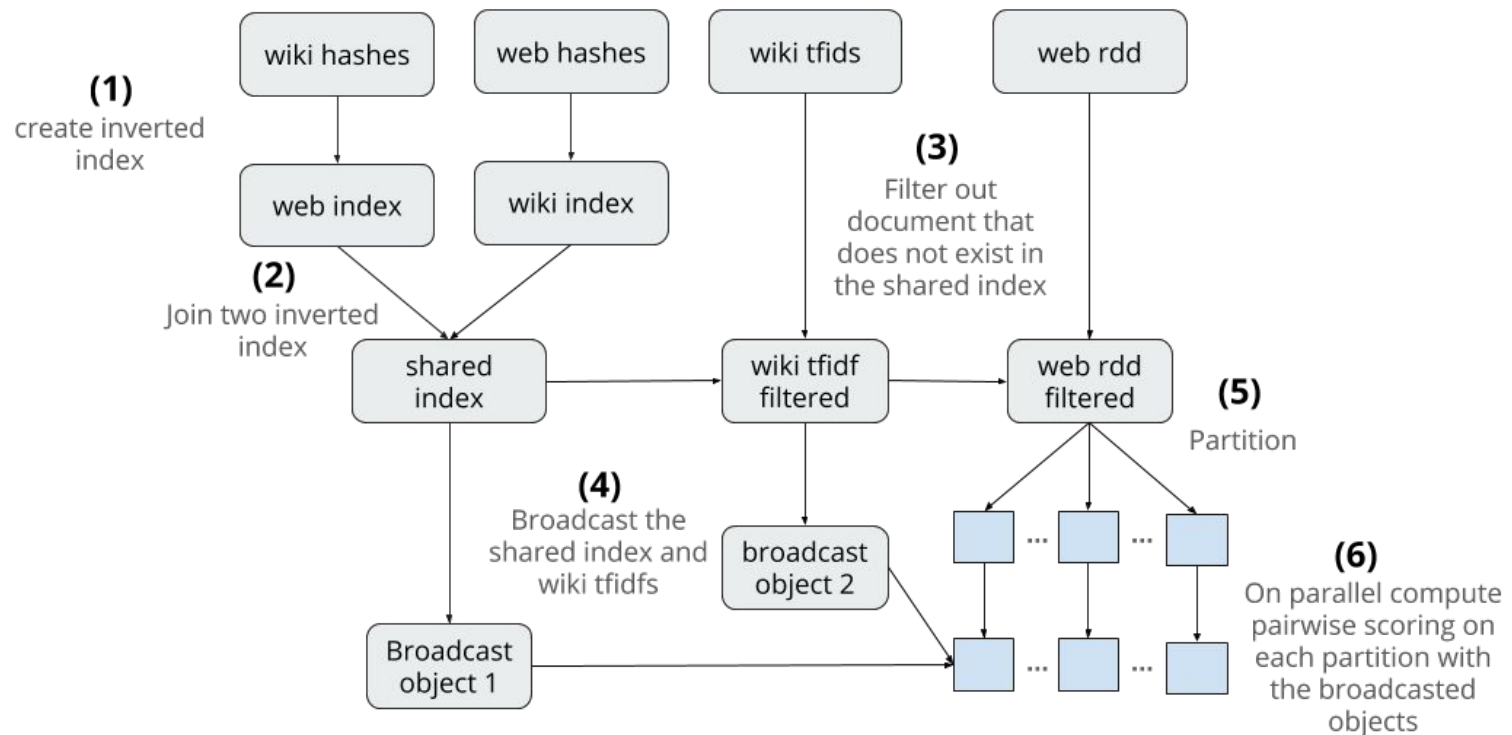 wiki hashes
web hashes
wiki tfids
web rdd
(1)
create inverted
index
web index
wiki index
(2)
Join two inverted
index
(3)
Filter out
document that
does not exist in
the shared index
shared
index
wiki tfidf
filtered
web rdd
filtered
(5)
Partition
(4)
Broadcast the
shared index and
wiki tfidfs
broadcast
object 2
Broadcast
object 1
... ...
... ...
(6)
On parallel compute
pairwise scoring on
each partition with
the broadcasted
objects